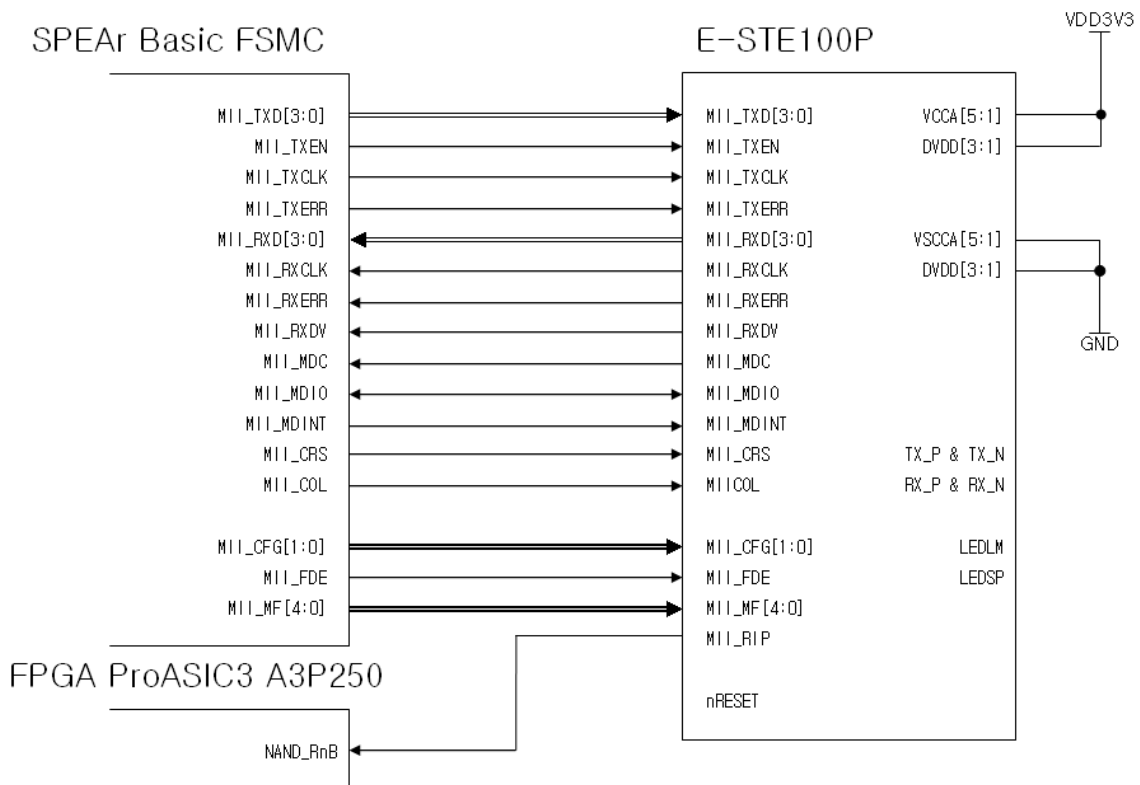 VDD3V3
SPEAr Basic FSMC
E-STE100P
MII_TXD[3:0]
MII_TXEN
MII_TXCLK
MII_TXERR
MII_RXD[3:0]
MII_RXCLK
MII_RXERR
MII_RXDV
MII_MDC
MII_MDIO
MII_MDINT
MII_CRS
MII_COL
MII_CFG[1:0]
MII_FDE
MII_MF[4:0]
MII_TXD[3:0]
MII_TXEN
MII_TXCLK
MII_TXERR
MII_RXD[3:0]
MII_RXCLK
MII_RXERR
MII_RXDV
MII_MDC
MII_MDIO
MII_MDINT
MII_CRS
MIICOL
MII_CFG[1:0]
MII_FDE
MII_MF[4:0]
MII_RIP
nRESET
VCCA[5:1]
DVDD[3:1]
VSCCA[5:1]
DVDD[3:1]
TX_P & TX_N
RX_P & RX_N
LEDLM
LEDSP
GND
FPGA ProASIC3 A3P250
NAND_RnB